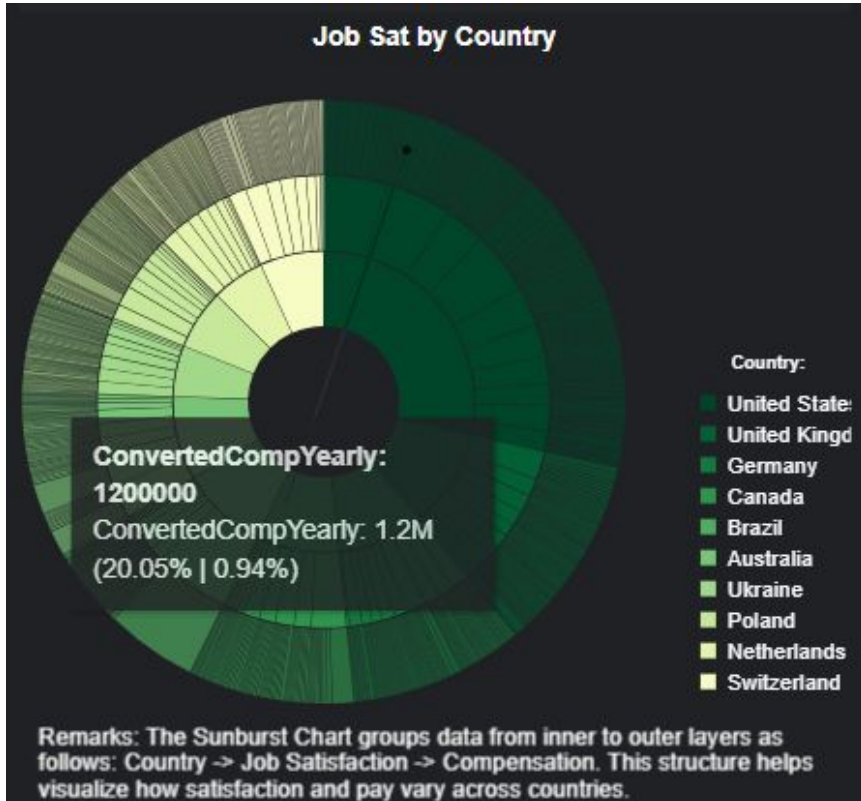 Job Sat by Country
ConvertedCompYearly:
1200000
ConvertedCompYearly: 1.2M
(20.05% | 0.94%)
Country:
United State
United Kingd
Germany
Canada
Brazil
Australia
Ukraine
Poland
Netherlands
Switzerland
Remarks: The Sunburst Chart groups data from inner to outer layers as
follows: Country -> Job Satisfaction -> Compensation. This structure helps
visualize how satisfaction and pay vary across countries.